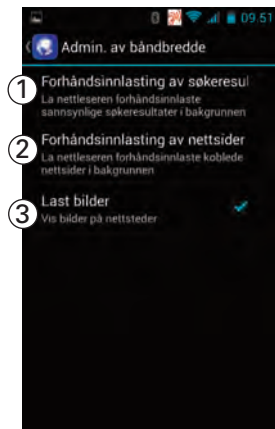 09.51
Admin. av båndbredde
1 Forhåndsinnlasting av søkeresul
La nettleseren forhåndsinnlaste
sannsynlige søkeresultater i bakgrunnen
2 Forhåndsinnlasting av nettsider
La nettleseren forhåndsinnlaste koblede
nettsider i bakgrunnen
3 Last bilder
Vis bilder på nettsteder